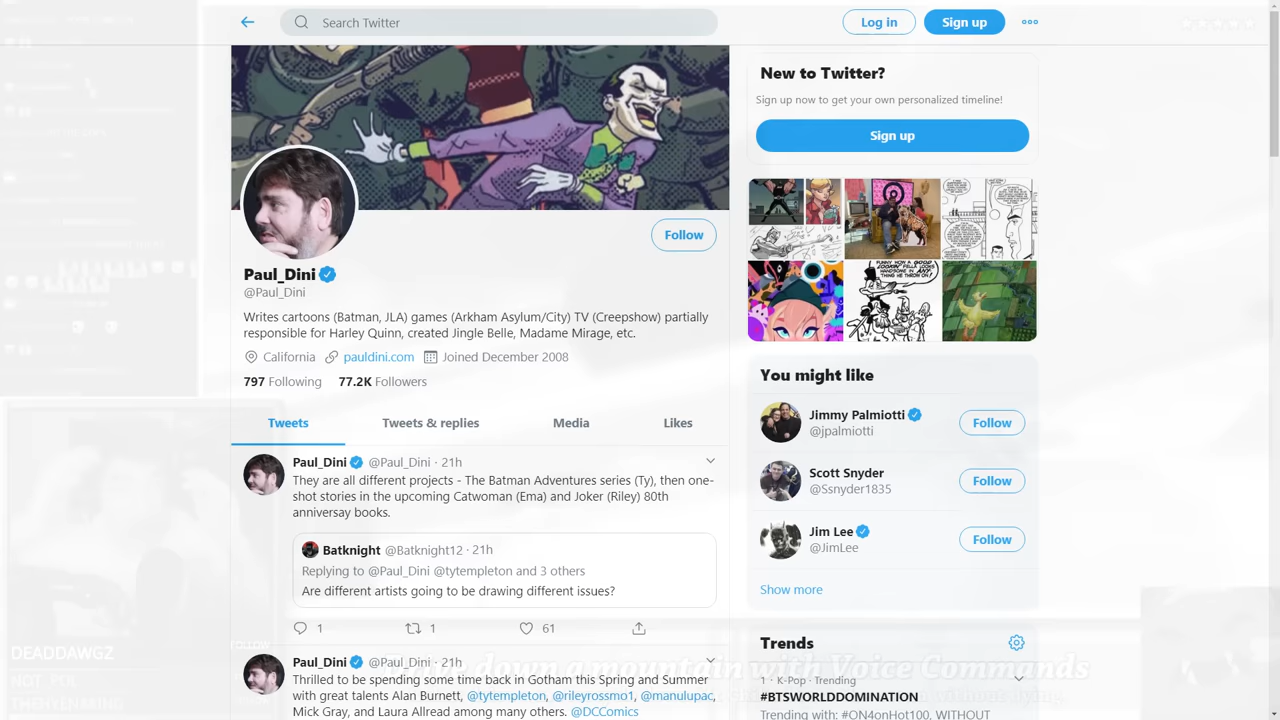 Search Twitter
Log in
Sign up
New to Twitter?
Sign up now to get your own personalized timeline!
Sign up
Follow
Paul_Dini
@Paul_Dini
Writes cartoons (Batman, JLA) games (Arkham Asylum/City) TV (Creepshow) partially
responsible for Harley Quinn, created Jingle Belle, Madame Mirage, etc.
California pauldini.com Joined December 2008
797 Following 77.2K Followers
Tweets Tweets & replies Media Likes
Paul_Dini @Paul_Dini · 21h
They are all different projects - The Batman Adventures series (Ty), then one-
shot stories in the upcoming Catwoman (Ema) and Joker (Riley) 80th
anniversay books.
Batknight @Batknight12 · 21h
Replying to @Paul_Dini @tytempleton and 3 others
Are different artists going to be drawing different issues?
1 1 61
Paul_Dini @Paul_Dini · 21h
Thrilled to be spending some time back in Gotham this Spring and Summer
with great talents Alan Burnett, @tytempleton, @rileyrossmo1, @manulupac,
Mick Gray, and Laura Allread among many others. @DCComics
You might like
Jimmy Palmiotti
@jpalmiotti
Follow
Scott Snyder
@Ssnyder1835
Follow
Jim Lee
@JimLee
Follow
Show more
Trends
1 · K-Pop · Trending
#BTSWORLDDOMINATION
Trending with: #ON4onHot100, WITHOUT
down a mountain with Voice Commands
without dying.
DEADDAWGZ
NOT FOR
FOLLOW